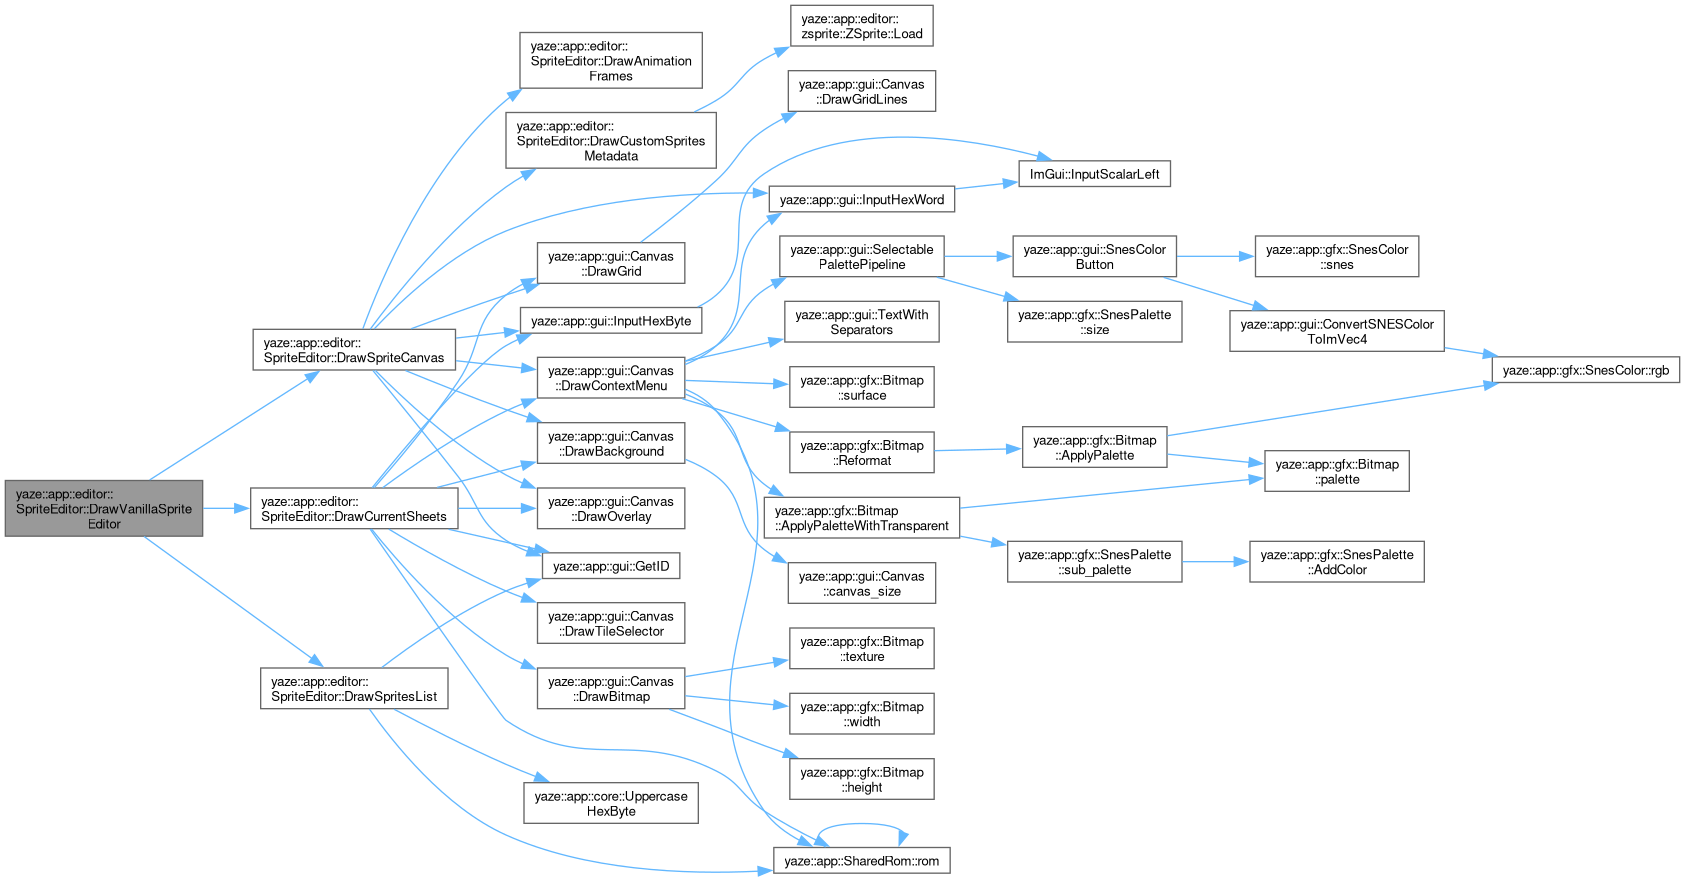 yaze::app::editor::
SpriteEditor::DrawVanillaSprite
Editor
yaze::app::editor::
SpriteEditor::DrawSpriteCanvas
yaze::app::editor::
SpriteEditor::DrawCurrentSheets
yaze::app::editor::
SpriteEditor::DrawSpritesList
yaze::app::editor::
SpriteEditor::DrawAnimation
Frames
yaze::app::editor::
SpriteEditor::DrawCustomSprites
Metadata
yaze::app::gui::Canvas
::DrawGrid
yaze::app::gui::InputHexByte
yaze::app::gui::Canvas
::DrawContextMenu
yaze::app::gui::Canvas
::DrawBackground
yaze::app::gui::Canvas
::DrawOverlay
yaze::app::gui::GetID
yaze::app::gui::Canvas
::DrawTileSelector
yaze::app::gui::Canvas
::DrawBitmap
yaze::app::core::Uppercase
HexByte
yaze::app::editor::
zsprite::ZSprite::Load
yaze::app::gui::Canvas
::DrawGridLines
yaze::app::gui::InputHexWord
yaze::app::gui::Selectable
PalettePipeline
yaze::app::gui::TextWith
Separators
yaze::app::gfx::Bitmap
::surface
yaze::app::gfx::Bitmap
::Reformat
yaze::app::gfx::Bitmap
::ApplyPaletteWithTransparent
yaze::app::gui::Canvas
::canvas_size
yaze::app::gfx::Bitmap
::texture
yaze::app::gfx::Bitmap
::width
yaze::app::gfx::Bitmap
::height
yaze::app::SharedRom::rom
ImGui::InputScalarLeft
yaze::app::gui::SnesColor
Button
yaze::app::gfx::SnesPalette
::size
yaze::app::gfx::Bitmap
::ApplyPalette
yaze::app::gfx::SnesPalette
::sub_palette
yaze::app::gfx::SnesColor
::snes
yaze::app::gui::ConvertSNESColor
ToImVec4
yaze::app::gfx::Bitmap
::palette
yaze::app::gfx::SnesPalette
::AddColor
yaze::app::gfx::SnesColor::rgb